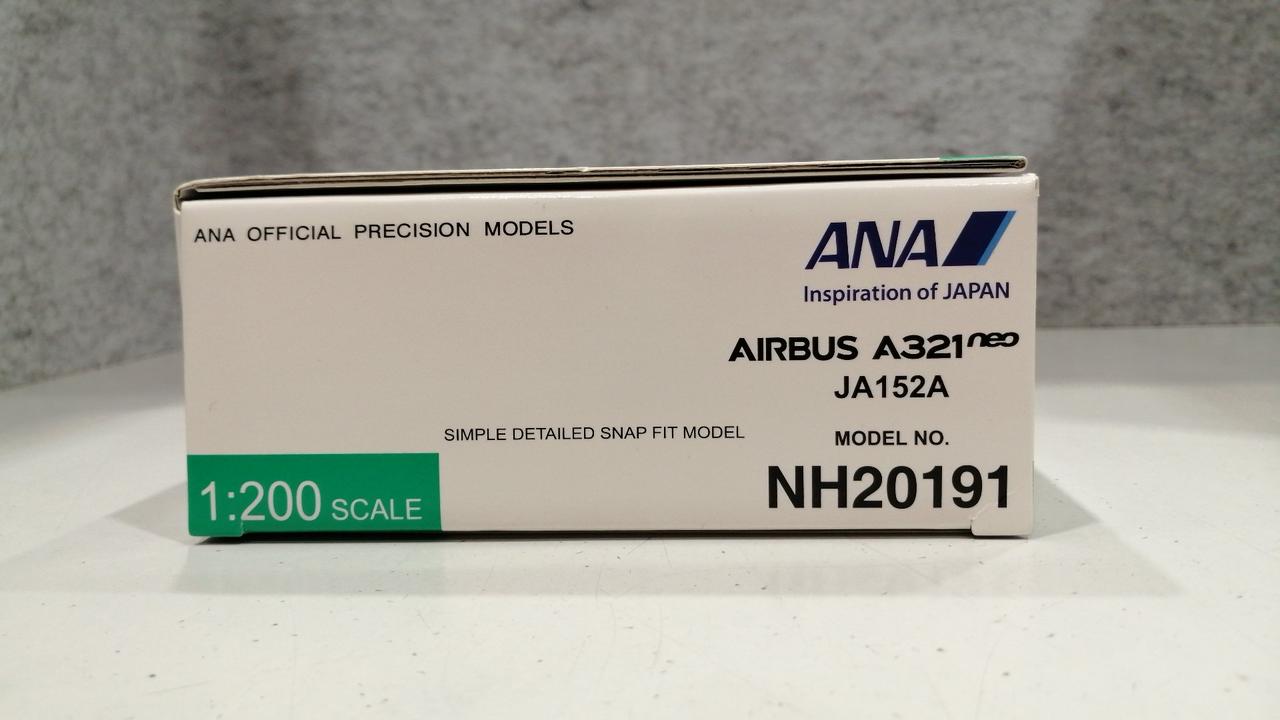 ANA OFFICIAL PRECISION MODELS
ANA
Inspiration of JAPAN
AIRBUS A321neo
JA152A
SIMPLE DETAILED SNAP FIT MODEL
MODEL NO.
NH20191
1:200 SCALE